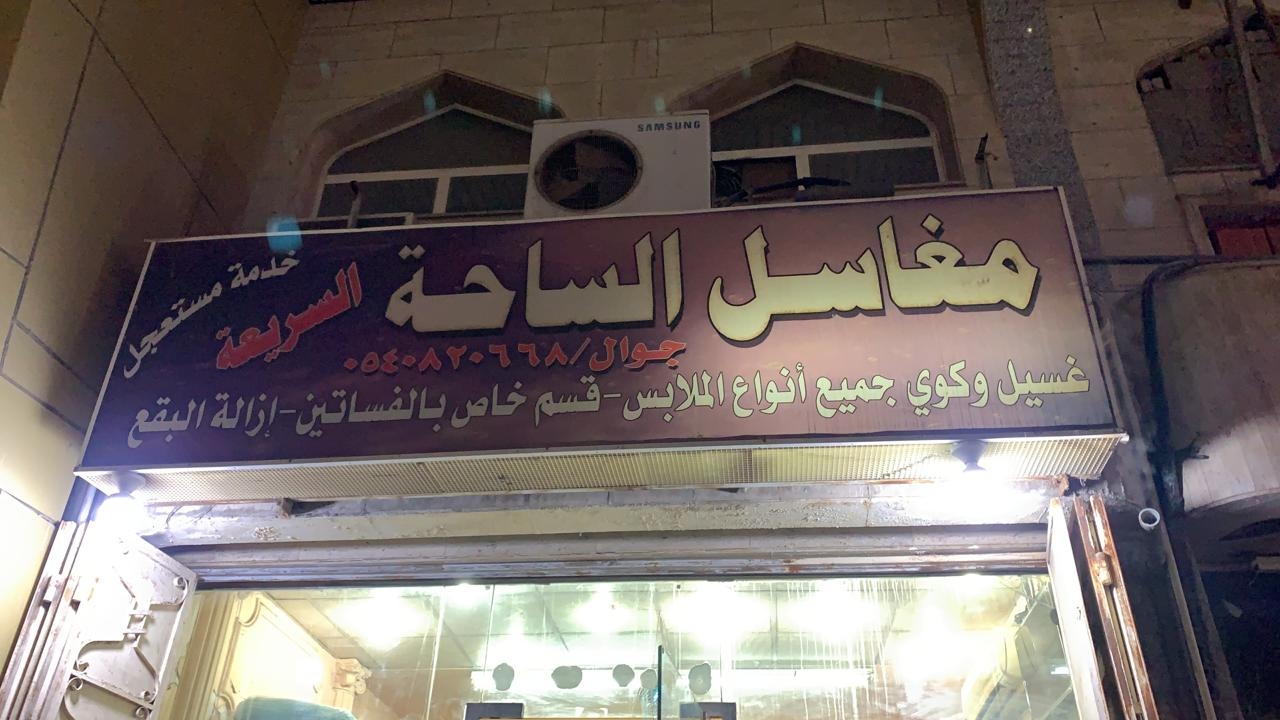 SAMSUNG
مغاسل الساحة
السريعة
خدمة مستعجل
جوال/٠٥٤٠٨٢٠٦٦٨
غسيل وكوي جميع أنواع الملابس-قسم خاص بالفساتين-إزالة البقع